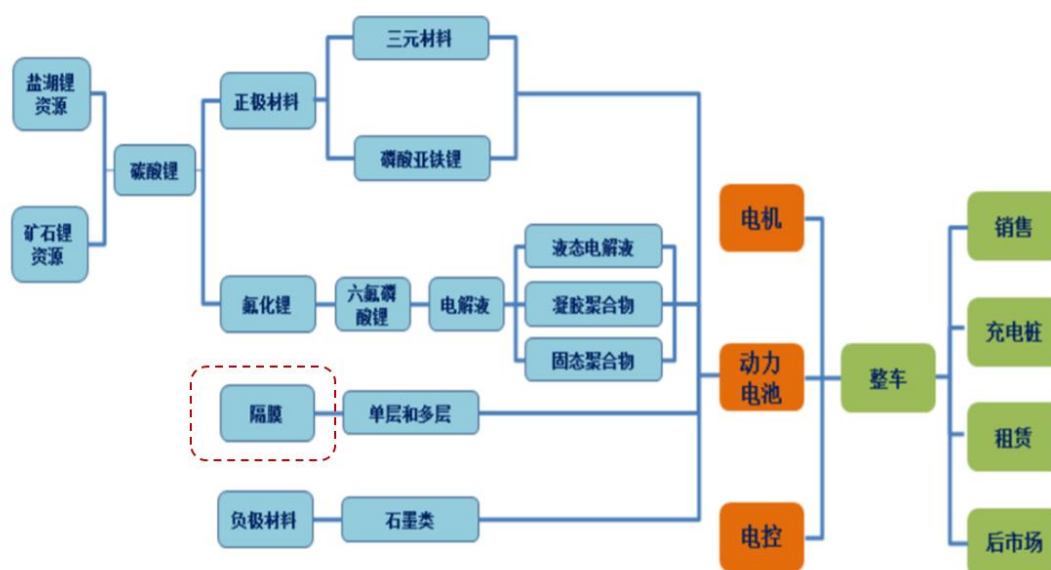 三元材料
盐湖锂
资源
正极材料
碳酸锂
磷酸亚铁锂
矿石锂
资源
电机
销售
液态电解液
氟化锂
六氟磷
酸锂
电解液
凝胶聚合物
固态聚合物
充电桩
动力
电池
整车
隔膜
单层和多层
租赁
负极材料
石墨类
电控
后市场